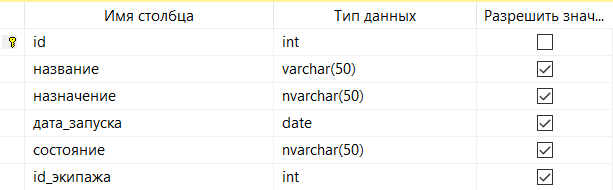 Имя столбца Тип данных Разрешить знач...
id int
название varchar(50)
назначение nvarchar(50)
дата_запуска date
состояние nvarchar(50)
id_экипажа int